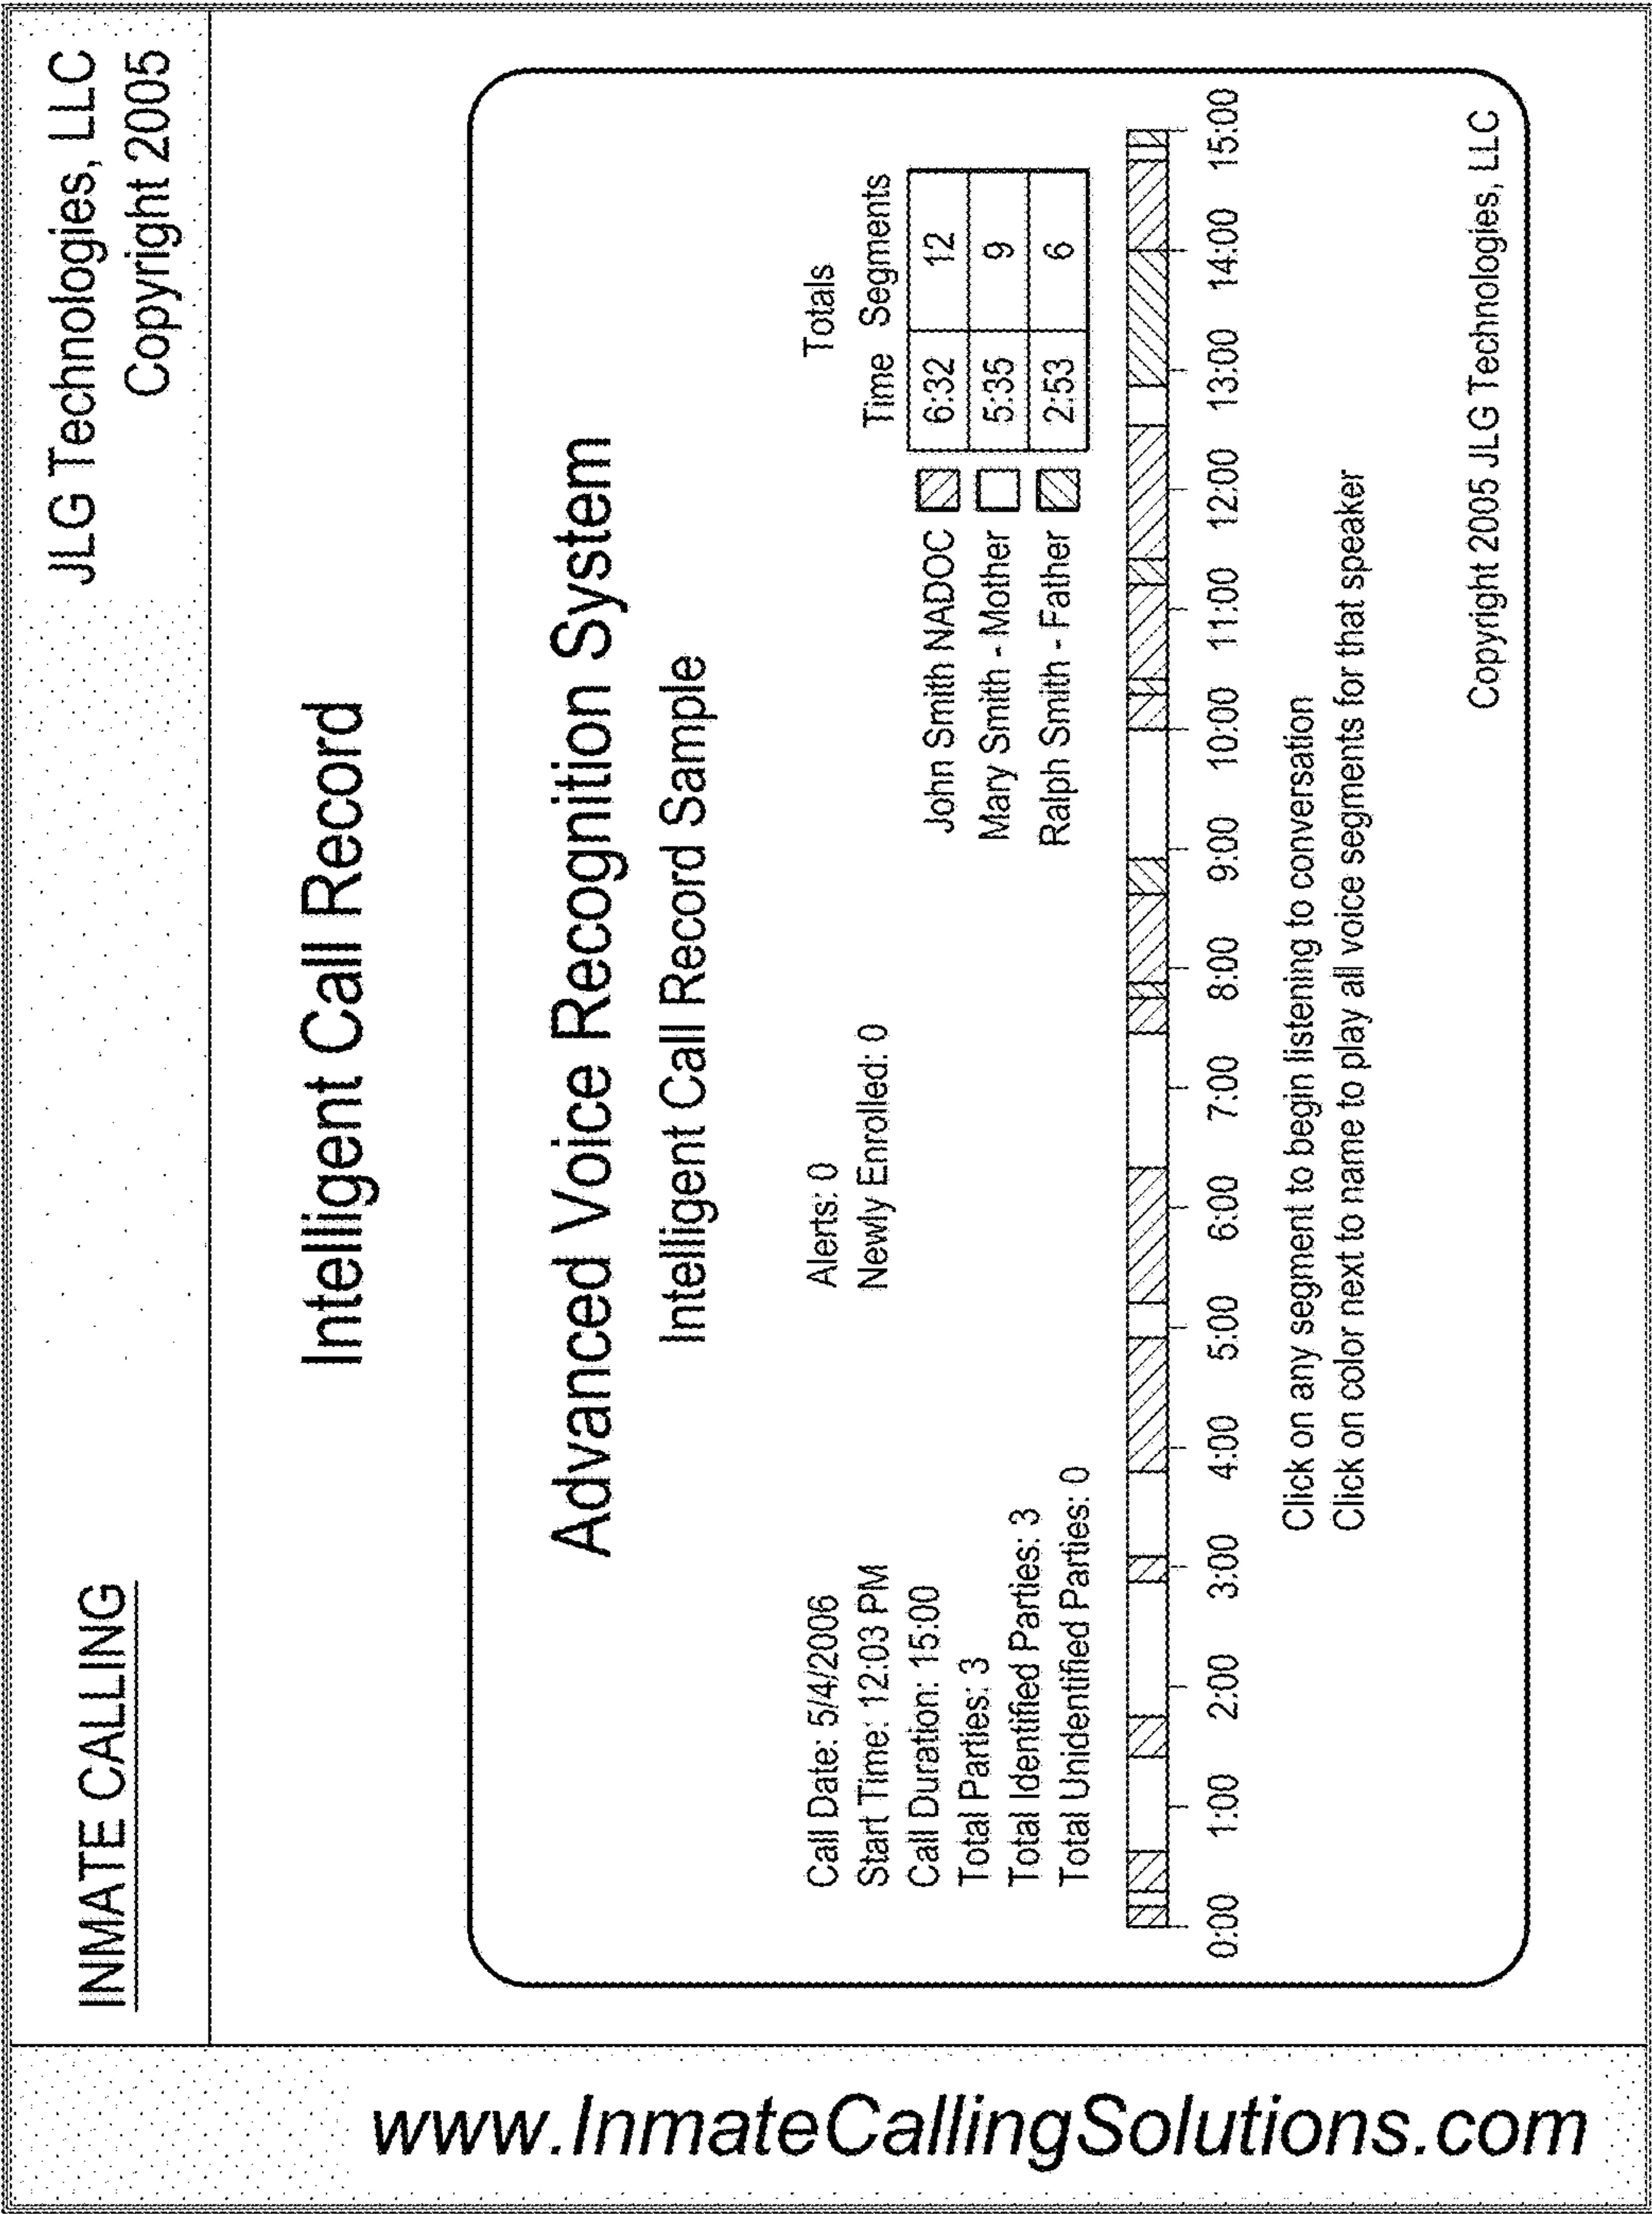 INMATE CALLING
JLG Technologies, LLC
Copyright 2005
Intelligent Call Record
Advanced Voice Recognition System
Intelligent Call Record Sample
Call Date: 5/4/2006
Start Time: 12:03 PM
Call Duration: 15:00
Total Parties: 3
Total Identified Parties: 3
Total Unidentified Parties: 0
Alerts: 0
Newly Enrolled: 0
Totals
Time Segments
John Smith NADOC 6:32 12
Mary Smith - Mother 5:35 9
Ralph Smith - Father 2:53 6
0:00 1:00 2:00 3:00 4:00 5:00 6:00 7:00 8:00 9:00 10:00 11:00 12:00 13:00 14:00 15:00
Click on any segment to begin listening to conversation
Click on color next to name to play all voice segments for that speaker
Copyright 2005 JLG Technologies, LLC
www.InmateCallingSolutions.com